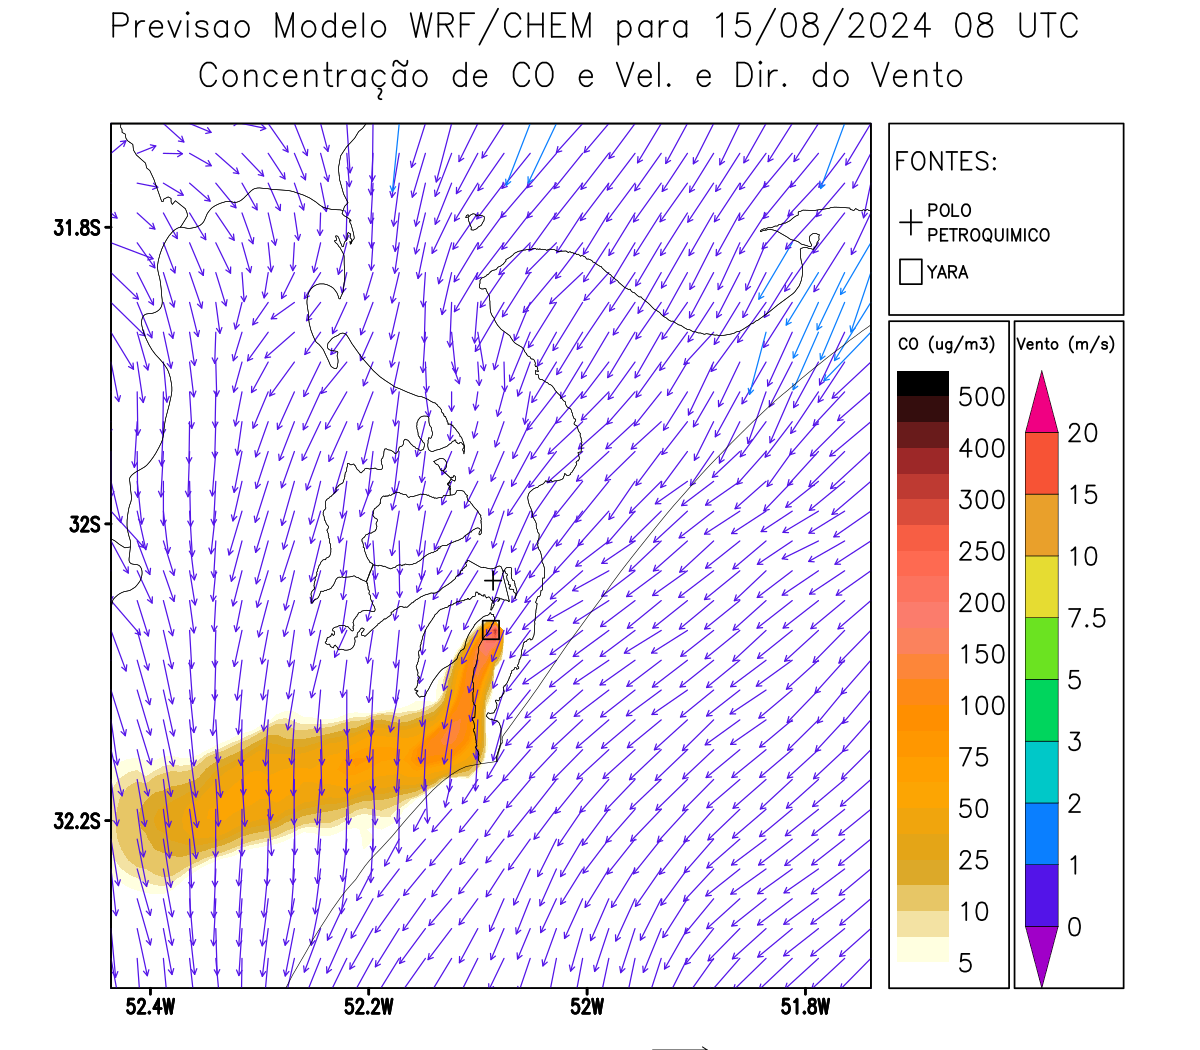 Previsao Modelo WRF/CHEM para 15/08/2024 08 UTC
Concentração de CO e Vel. e Dir. do Vento
FONTES:
POLO
PETROQUIMICO
YARA
CO (ug/m3)
500
400
300
250
200
150
100
75
50
25
10
5
Vento (m/s)
20
15
10
7.5
5
3
2
1
0
31.8S
32S
32.2S
52.4W
52.2W
52W
51.8W